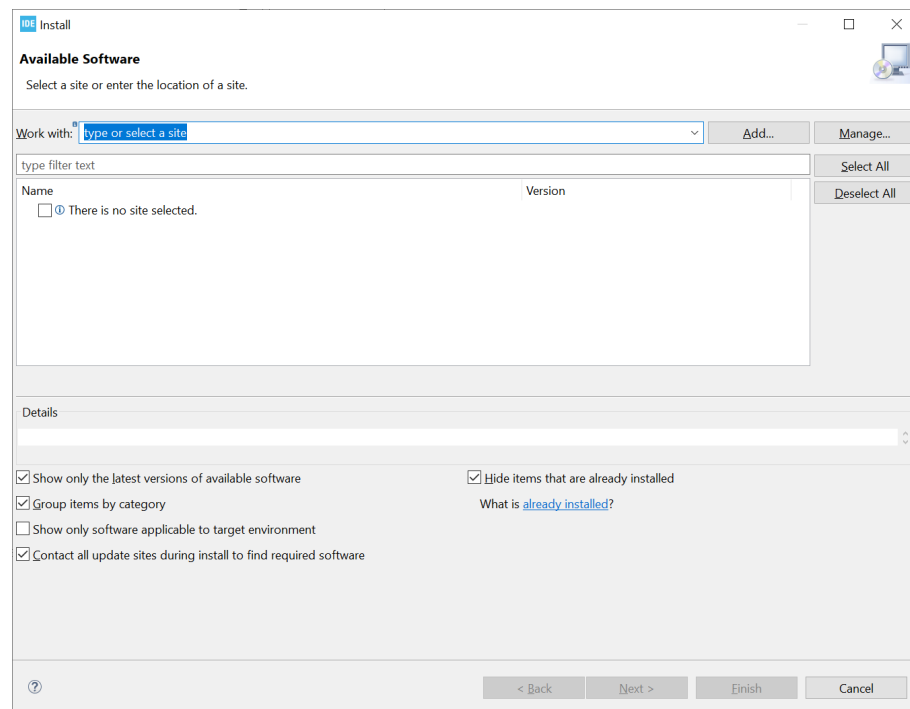 IDE Install
Available Software
Select a site or enter the location of a site.
Work with: type or select a site Add... Manage...
type filter text Select All
Name Version Deselect All
There is no site selected.
Details
Show only the latest versions of available software Hide items that are already installed
Group items by category What is already installed?
Show only software applicable to target environment
Contact all update sites during install to find required software
? < Back Next > Finish Cancel